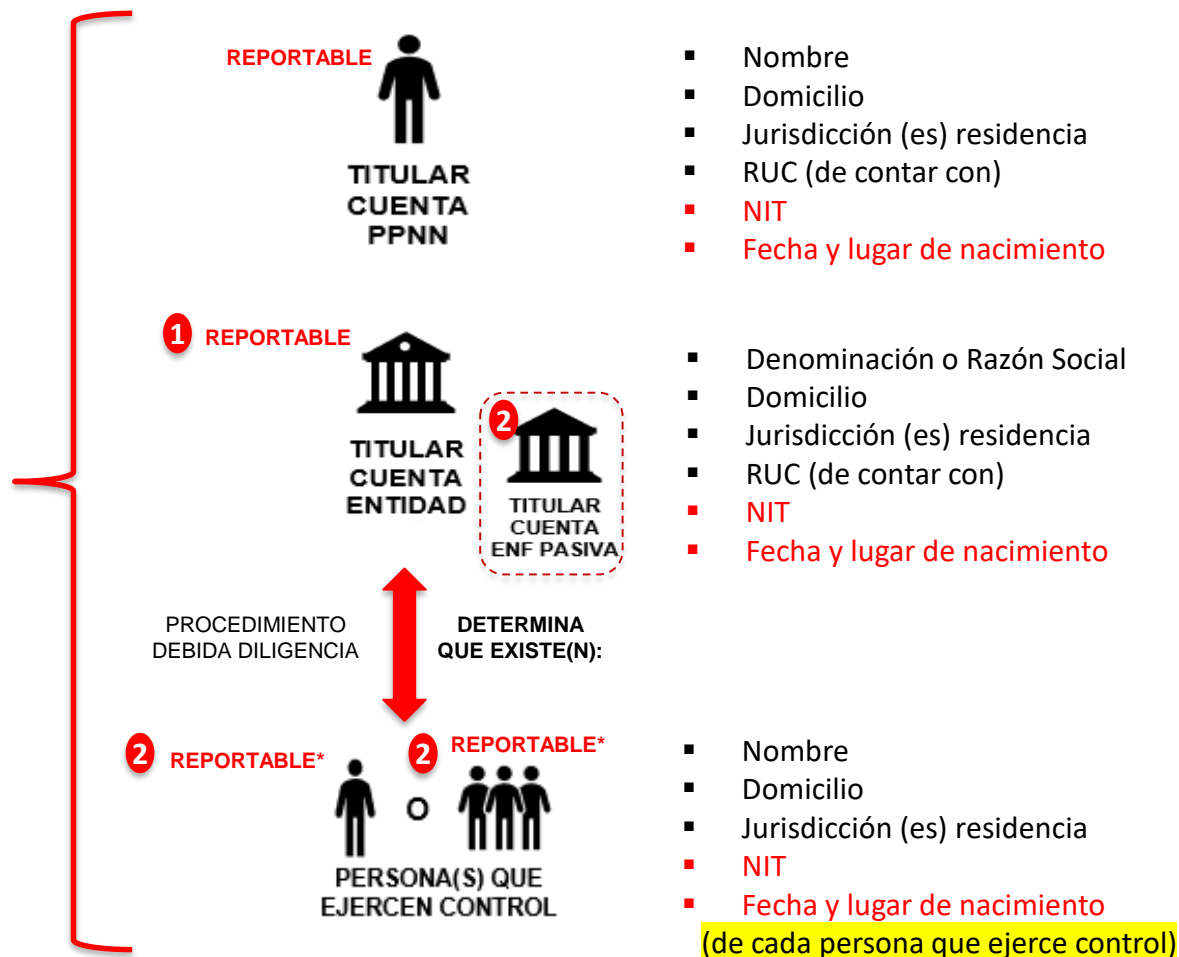 REPORTABLE
TITULAR
CUENTA
PPNN
▪ Nombre
▪ Domicilio
▪ Jurisdicción (es) residencia
▪ RUC (de contar con)
▪ NIT
▪ Fecha y lugar de nacimiento
1 REPORTABLE
TITULAR
CUENTA
ENTIDAD
2
TITULAR
CUENTA
ENF PASIVA
▪ Denominación o Razón Social
▪ Domicilio
▪ Jurisdicción (es) residencia
▪ RUC (de contar con)
▪ NIT
▪ Fecha y lugar de nacimiento
PROCEDIMIENTO
DEBIDA DILIGENCIA
DETERMINA
QUE EXISTE(N):
2 REPORTABLE*
2 REPORTABLE*
O
PERSONA(S) QUE
EJERCEN CONTROL
▪ Nombre
▪ Domicilio
▪ Jurisdicción (es) residencia
▪ NIT
▪ Fecha y lugar de nacimiento
(de cada persona que ejerce control)